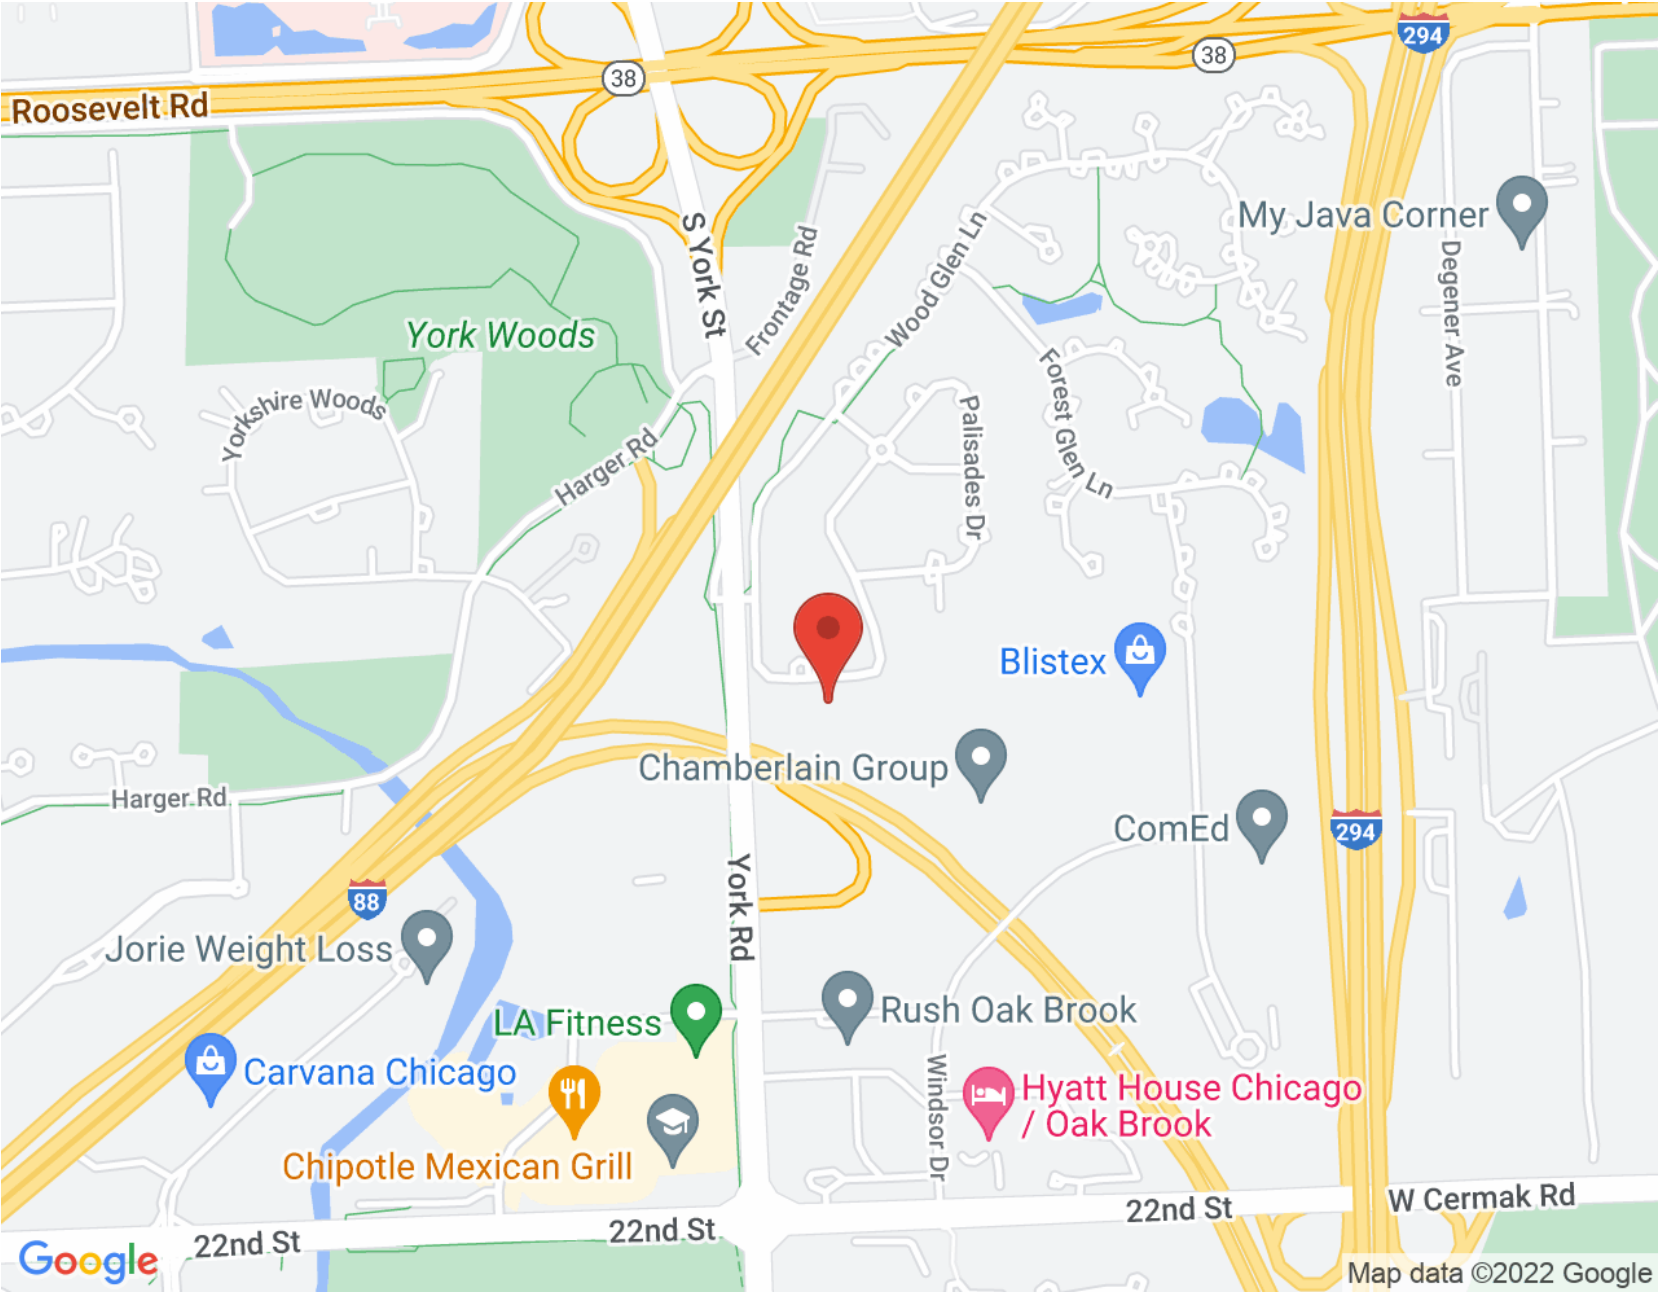 294
38
38
Roosevelt Rd
My Java Corner
S York St
Wood Glen Ln
Frontage Rd
Degener Ave
York Woods
Forest Glen Ln
Yorkshire Woods
Palisades Dr
Harger Rd
Blistex
Chamberlain Group
Harger Rd
ComEd
294
88
York Rd
Jorie Weight Loss
LA Fitness
Rush Oak Brook
Carvana Chicago
Windsor Dr
Hyatt House Chicago
/ Oak Brook
Chipotle Mexican Grill
W Cermak Rd
22nd St
22nd St
22nd St
Google
Map data ©2022 Google